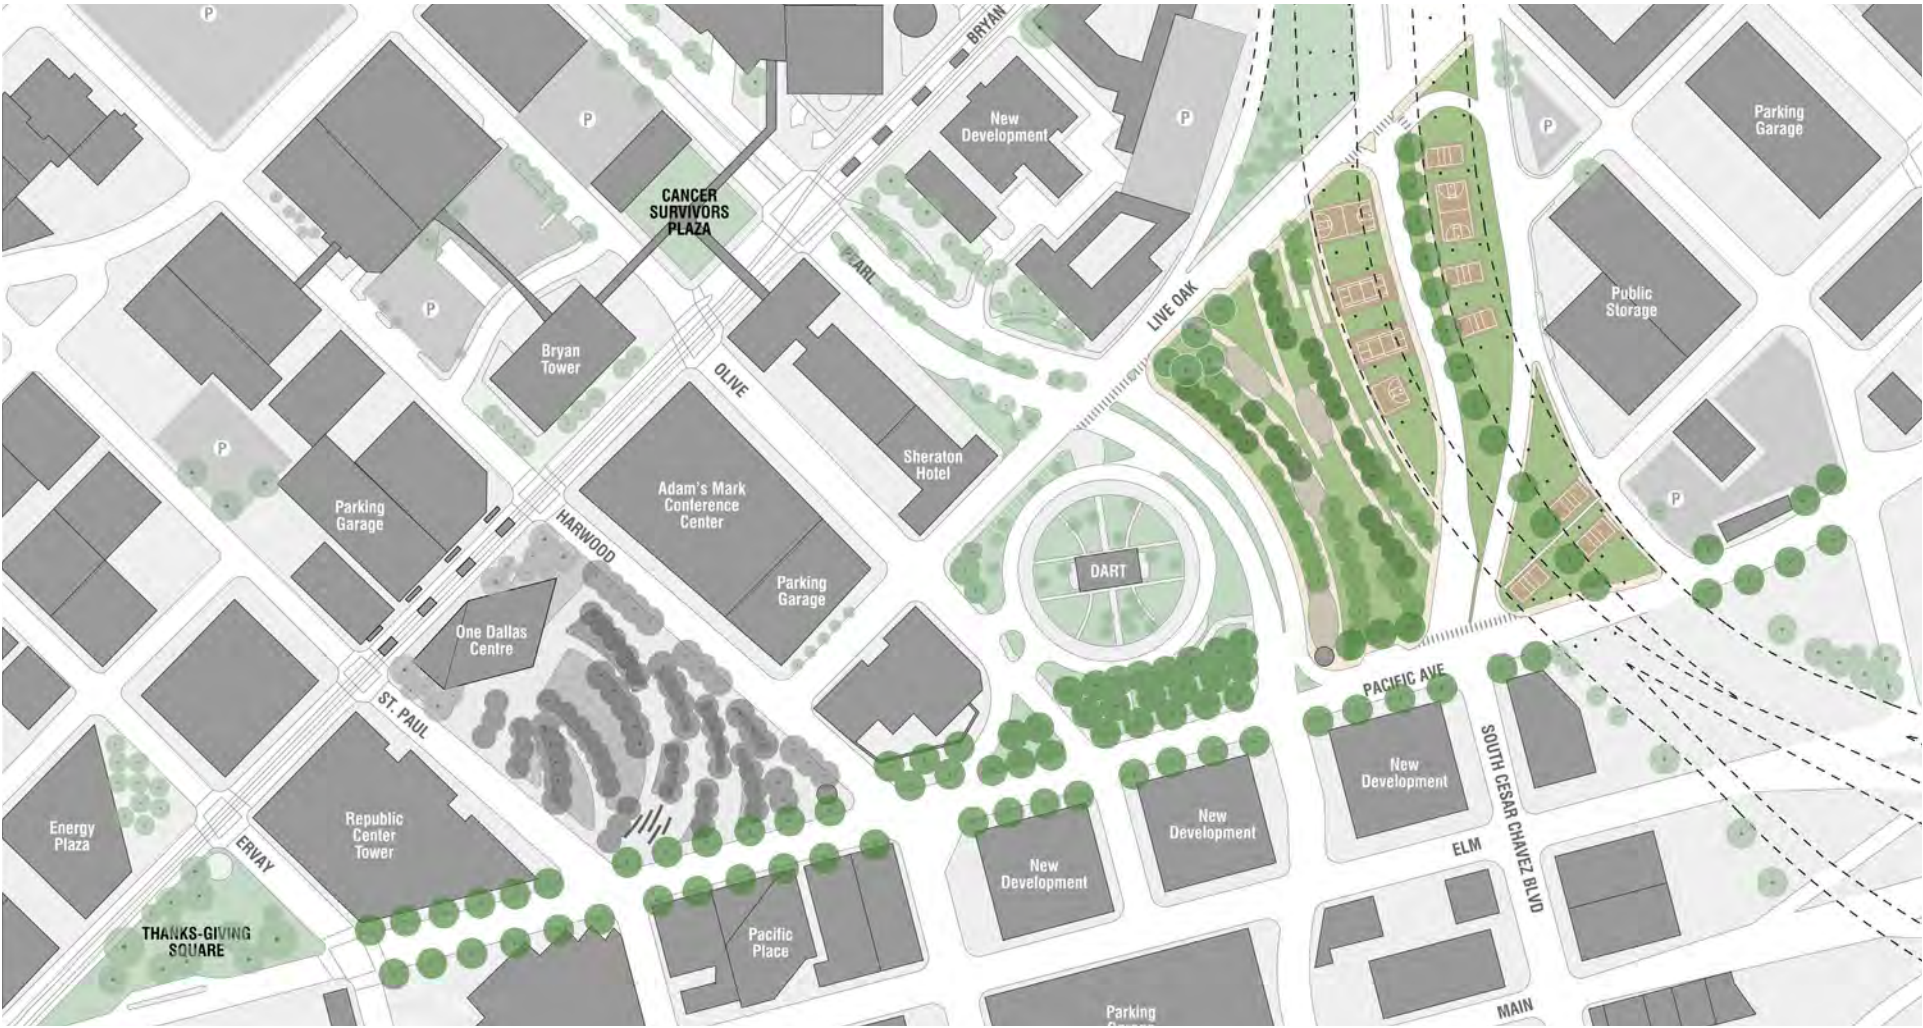 P
BRYAN
P
New
Development
P
P
Parking
Garage
CANCER
SURVIVORS
PLAZA
PEARL
P
LIVE OAK
Public
Storage
Bryan
Tower
OLIVE
P
Sheraton
Hotel
Adam's Mark
Conference
Center
P
Parking
Garage
HARWOOD
DART
Parking
Garage
One Dallas
Centre
PACIFIC AVE
ST. PAUL
SOUTH CESAR CHAVEZ BLVD
New
Development
Energy
Plaza
Republic
Center
Tower
New
Development
ERVAY
ELM
New
Development
THANKS-GIVING
SQUARE
Pacific
Place
MAIN
Parking
Garage